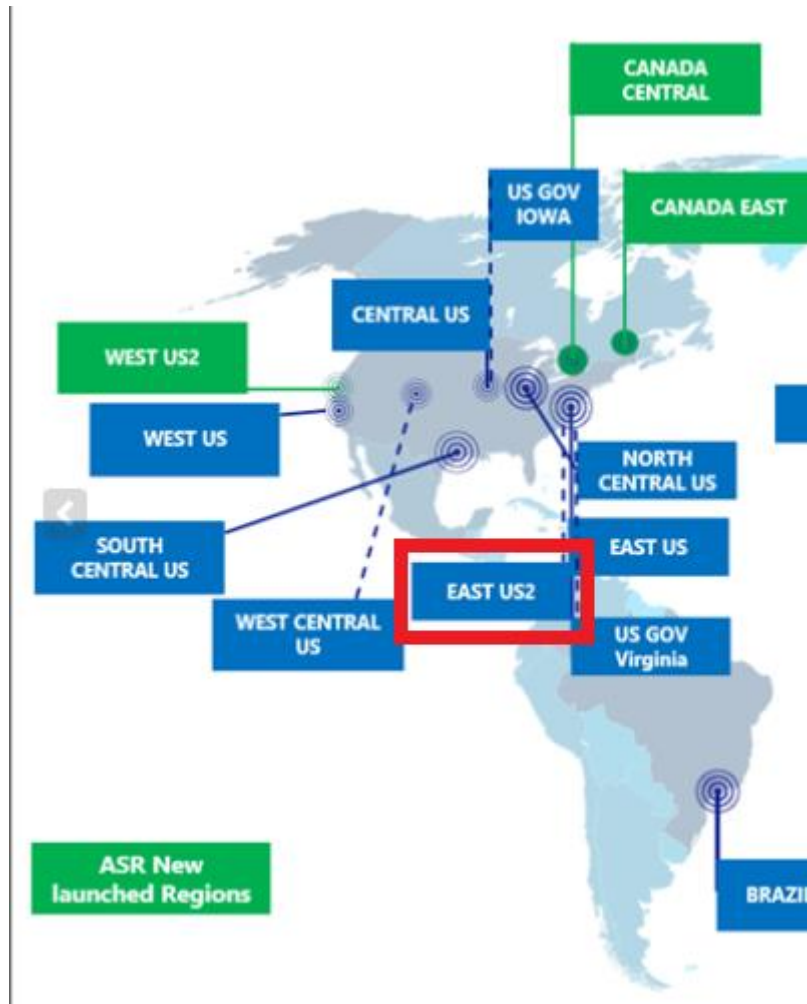 CANADA
CENTRAL
US GOV
IOWA
CANADA EAST
CENTRAL US
WEST US2
WEST US
NORTH
CENTRAL US
SOUTH
CENTRAL US
EAST US
EAST US2
WEST CENTRAL
US
US GOV
Virginia
ASR New
launched Regions